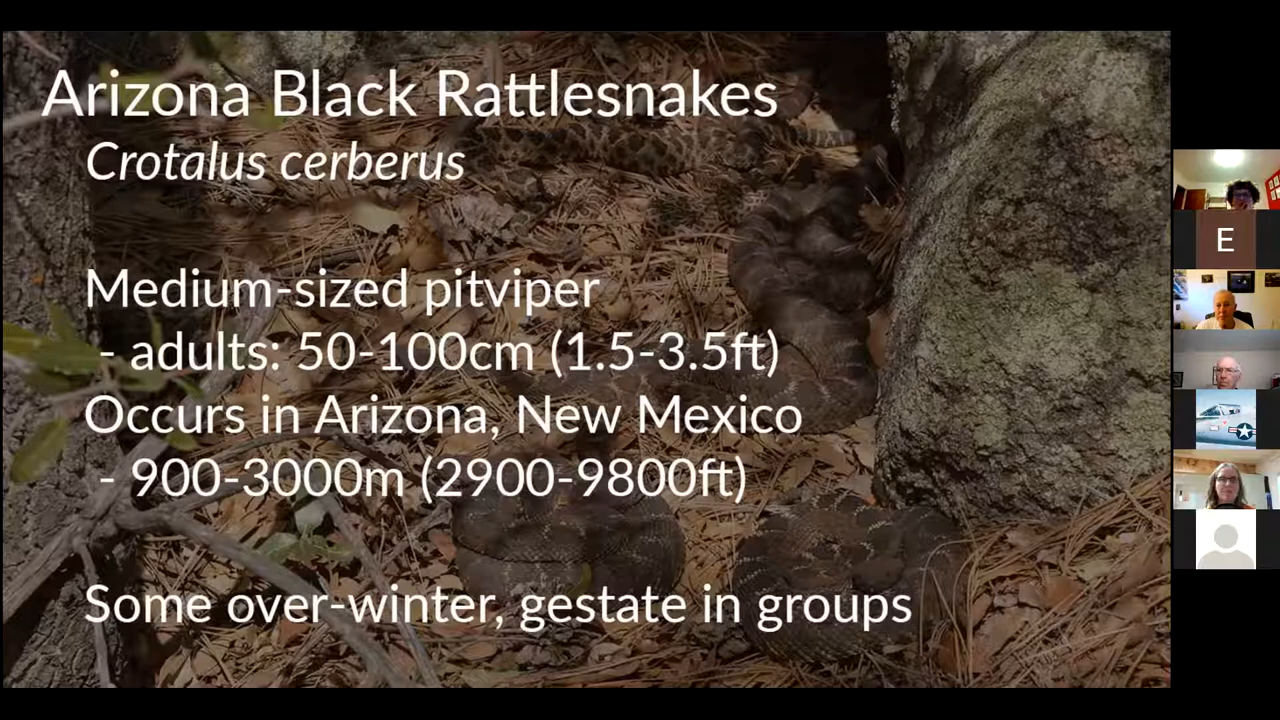 Arizona Black Rattlesnakes
Crotalus cerberus
Medium-sized pitviper
- adults: 50-100cm (1.5-3.5ft)
Occurs in Arizona, New Mexico
- 900-3000m (2900-9800ft)
Some over-winter, gestate in groups
E